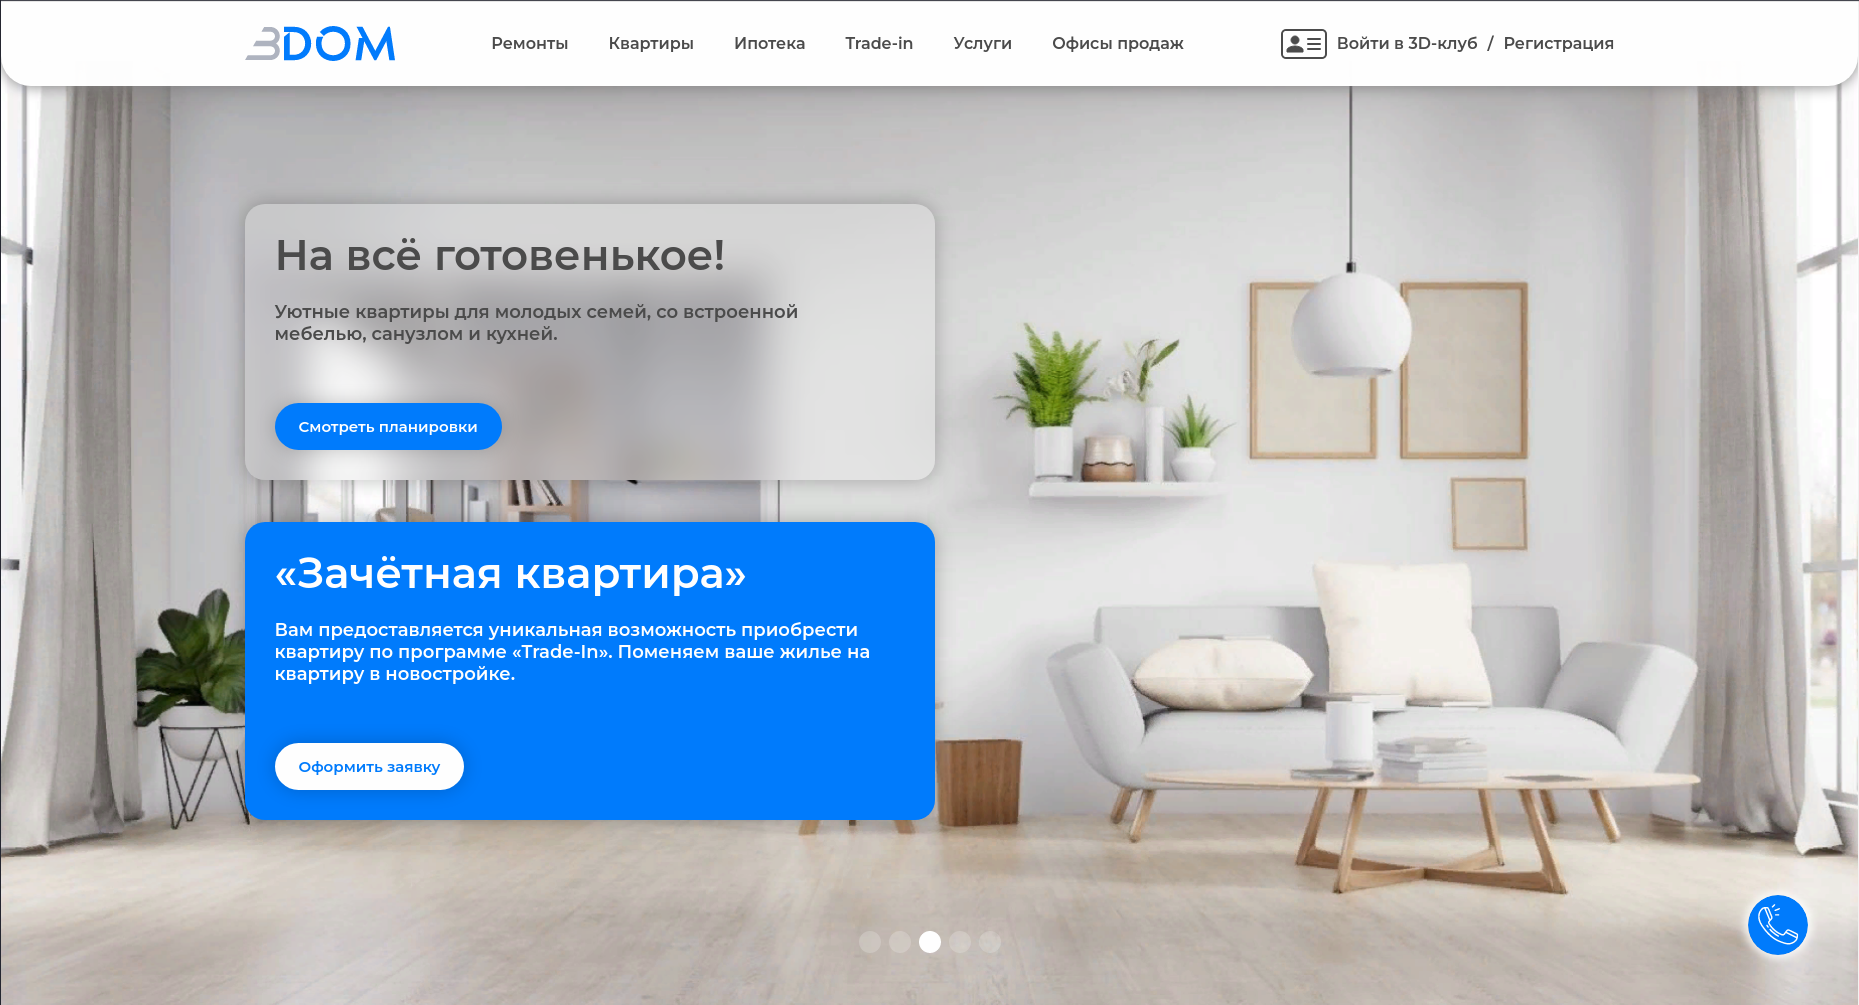 3DOM
Ремонты
Квартиры
Ипотека
Trade-in
Услуги
Офисы продаж
Войти в 3D-клуб / Регистрация
На всё готовенькое!
Уютные квартиры для молодых семей, со встроенной
мебелью, санузлом и кухней.
Смотреть планировки
«Зачётная квартира»
Вам предоставляется уникальная возможность приобрести
квартиру по программе «Trade-In». Поменяем ваше жилье на
квартиру в новостройке.
Оформить заявку